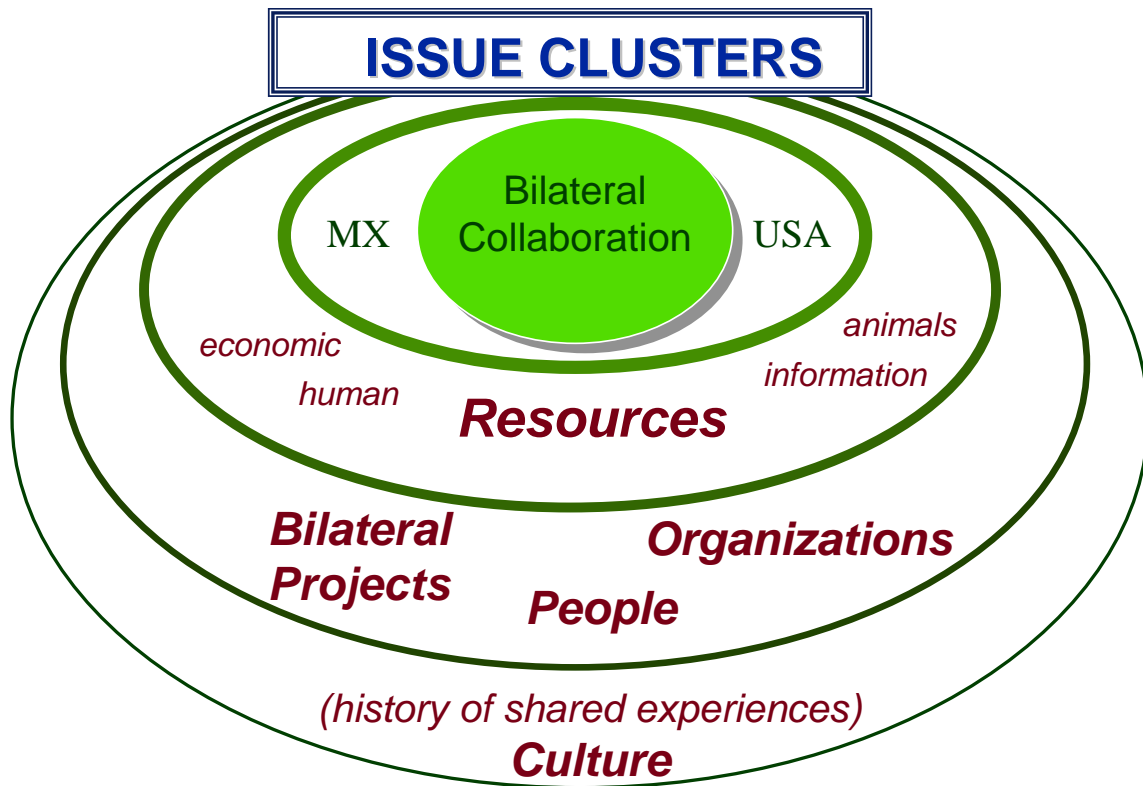 ISSUE CLUSTERS
Bilateral
Collaboration
MX
USA
economic
human
animals
information
Resources
Bilateral
Projects
Organizations
People
(history of shared experiences)
Culture